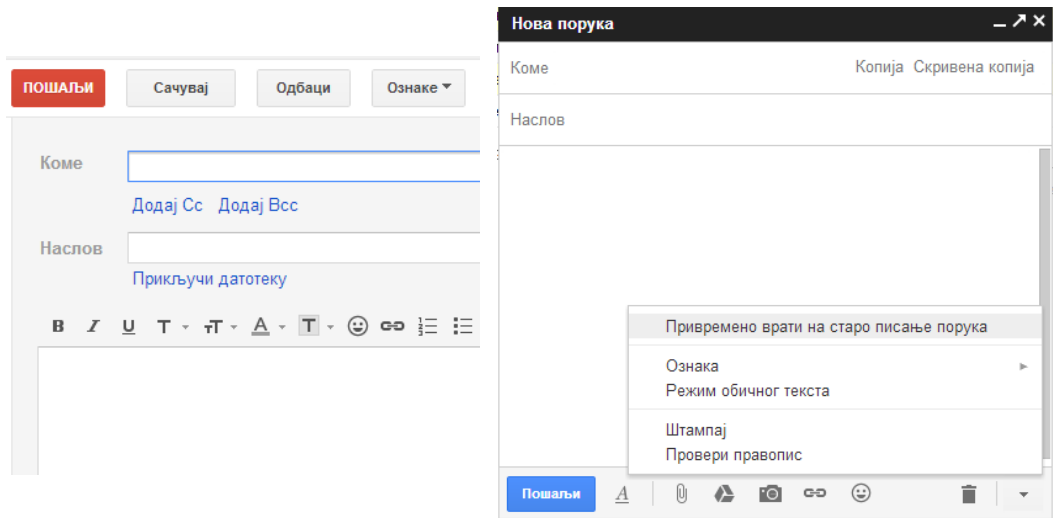 ПОШАЉИ Сачувај Одбаци Ознаке
Коме
Додај Cc Додај Bcc
Наслов
Прикључи датотеку
B I U T тT A T
Нова порука
Коме Копија Скривена копија
Наслов
Привремено врати на старо писање порука
Ознака
Режим обичног текста
Штампај
Провери правопис
Пошаљи A